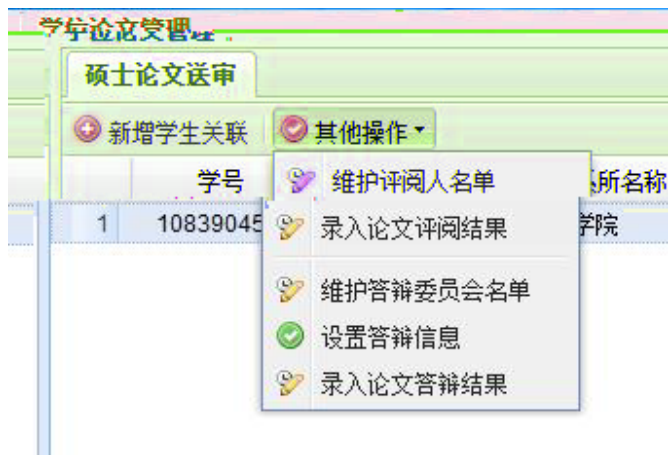 硕士论文送审
新增学生关联 其他操作
学号 所名称
维护评阅人名单
1 10839045 学院
录入论文评阅结果
维护答辩委员会名单
设置答辩信息
录入论文答辩结果